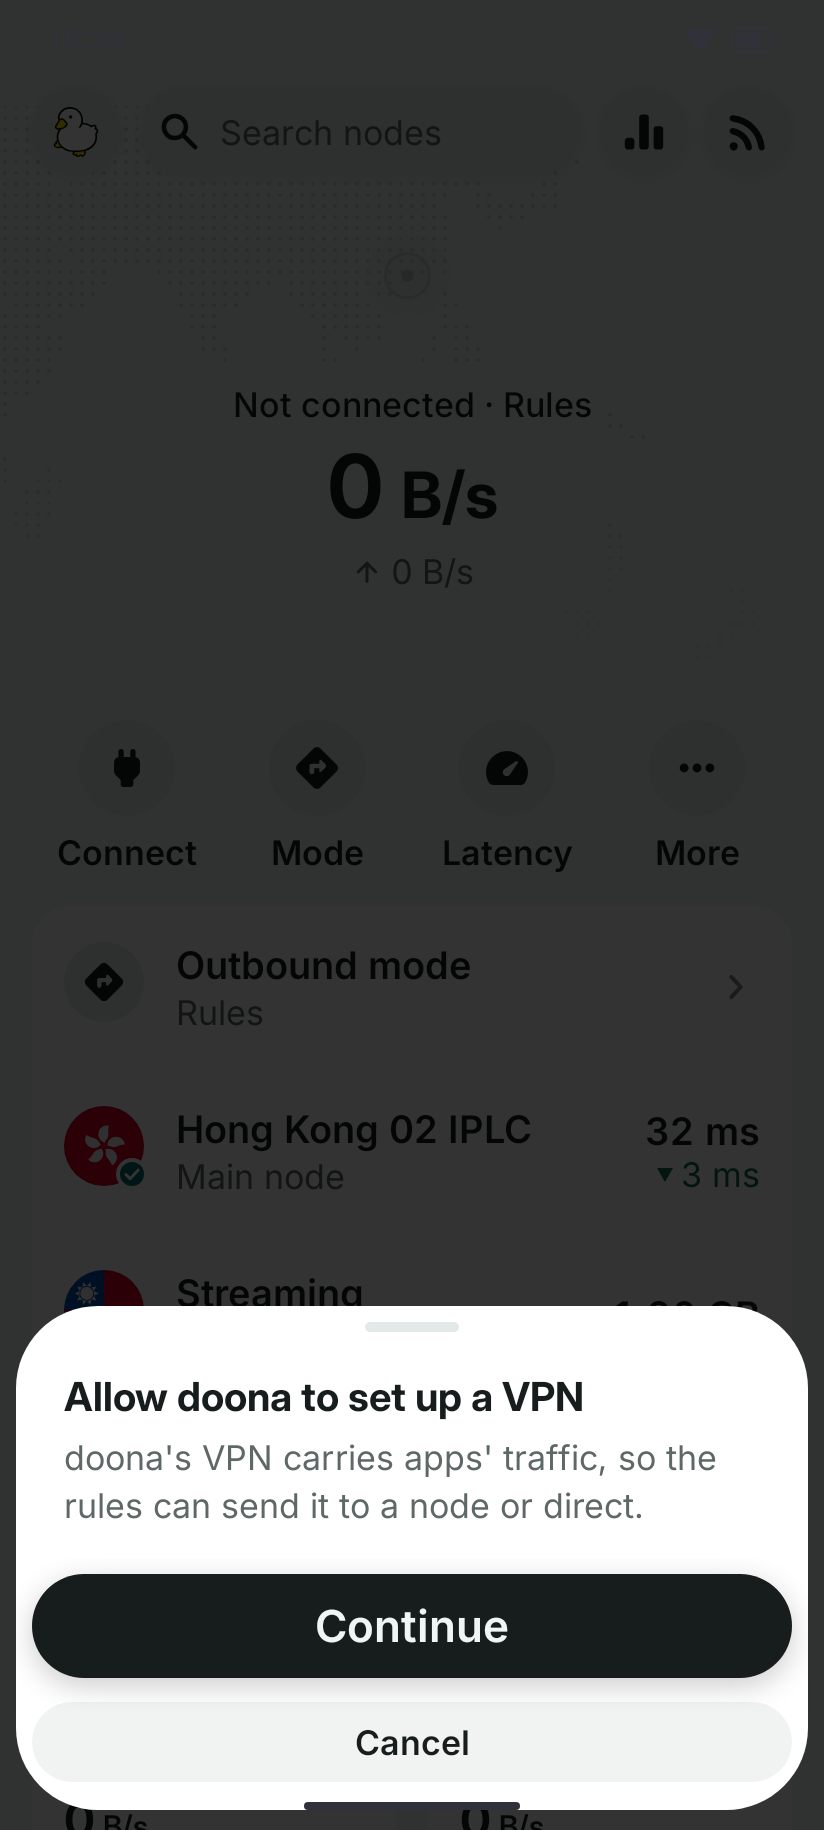 Search nodes
Not connected · Rules
0 B/s
↑ 0 B/s
Connect
Mode
Latency
More
Outbound mode
Rules
Hong Kong 02 IPLC
32 ms
Main node
▼3 ms
Streaming
Allow doona to set up a VPN
doona's VPN carries apps' traffic, so the
rules can send it to a node or direct.
Continue
Cancel
0 B/s
0 B/s